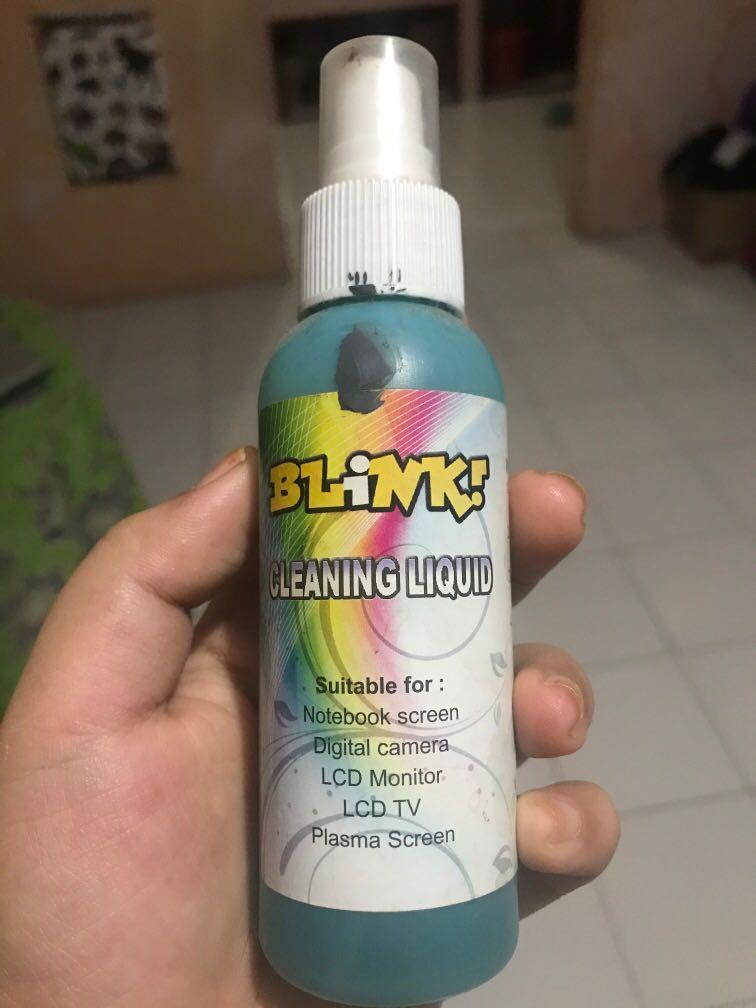 BLiNK!
CLEANING LIQUID
Suitable for :
Notebook screen
Digital camera
LCD Monitor
LCD TV
Plasma Screen